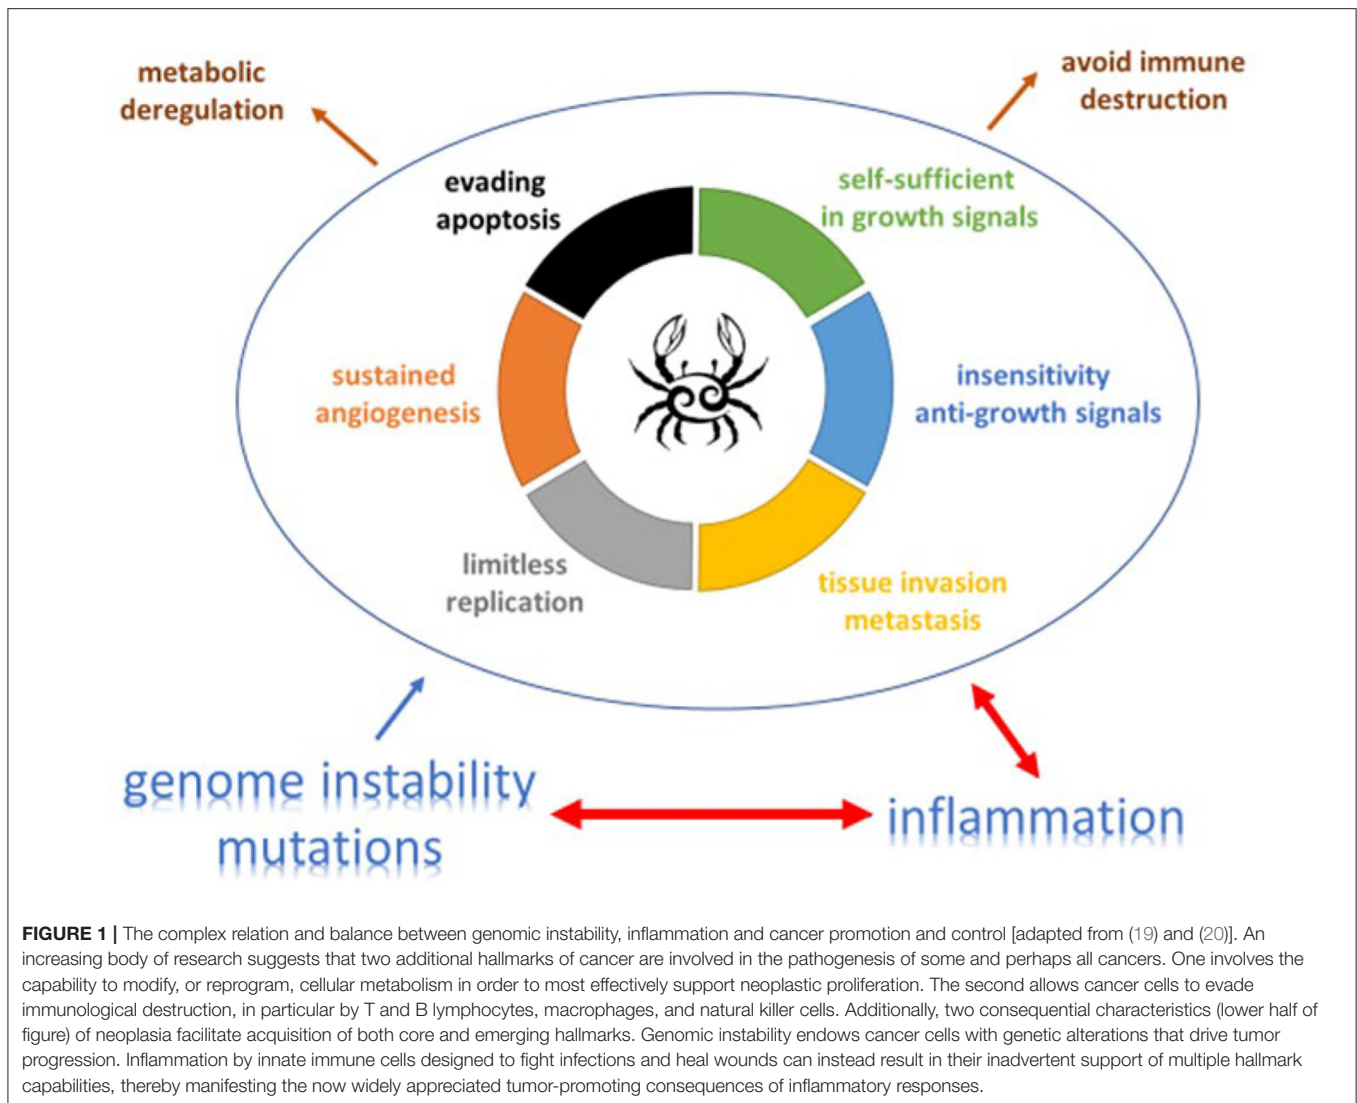 metabolic
deregulation
avoid immune
destruction
evading
apoptosis
self-sufficient
in growth signals
sustained
angiogenesis
insensitivity
anti-growth signals
limitless
replication
tissue invasion
metastasis
genome instability
mutations
inflammation
FIGURE 1 | The complex relation and balance between genomic instability, inflammation and cancer promotion and control [adapted from (19) and (20)]. An
increasing body of research suggests that two additional hallmarks of cancer are involved in the pathogenesis of some and perhaps all cancers. One involves the
capability to modify, or reprogram, cellular metabolism in order to most effectively support neoplastic proliferation. The second allows cancer cells to evade
immunological destruction, in particular by T and B lymphocytes, macrophages, and natural killer cells. Additionally, two consequential characteristics (lower half of
figure) of neoplasia facilitate acquisition of both core and emerging hallmarks. Genomic instability endows cancer cells with genetic alterations that drive tumor
progression. Inflammation by innate immune cells designed to fight infections and heal wounds can instead result in their inadvertent support of multiple hallmark
capabilities, thereby manifesting the now widely appreciated tumor-promoting consequences of inflammatory responses.